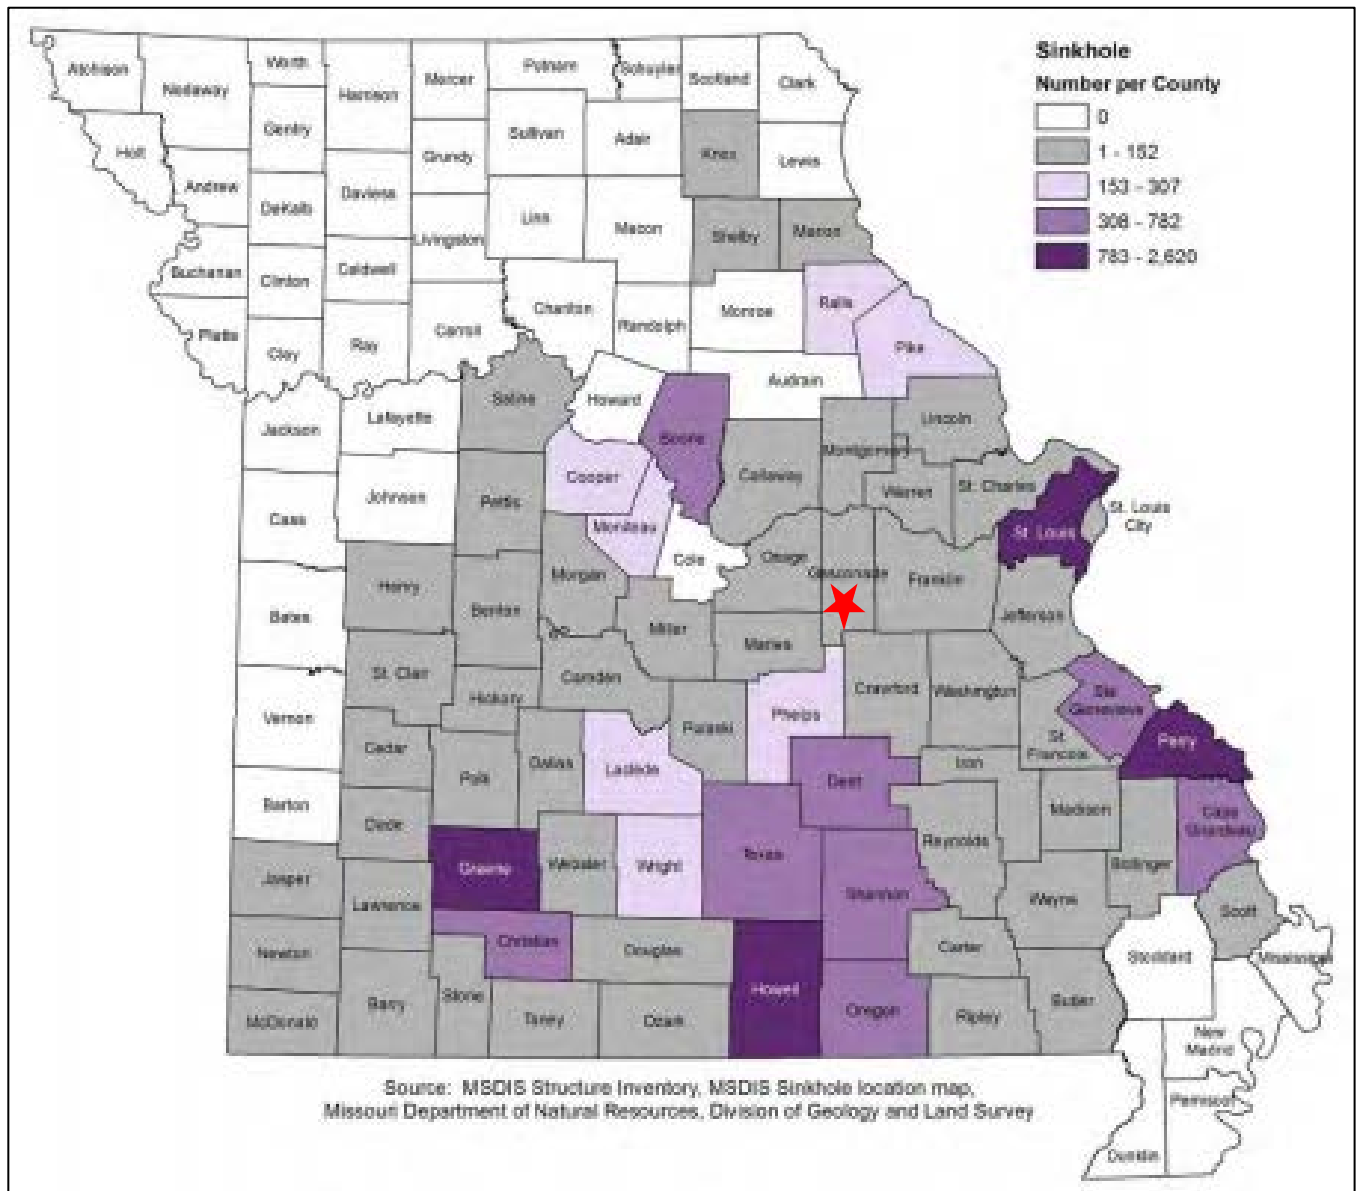 Sinkhole
Number per County
0
1 - 152
153 - 307
308 - 782
783 - 2,620
Atchison
Nodaway
Worth
Harrison
Mercer
Putnam
Schuyler
Scotland
Clark
Holt
Andrew
Gentry
DeKalb
Daviess
Grundy
Sullivan
Adair
Knox
Lewis
Buchanan
Clinton
Caldwell
Livingston
Linn
Macon
Shelby
Marion
Platte
Clay
Ray
Carroll
Chariton
Randolph
Monroe
Ralls
Pike
Jackson
Lafayette
Saline
Howard
Boone
Audrain
Callaway
Montgomery
Lincoln
Cass
Johnson
Pettis
Cooper
Moniteau
Cole
Osage
Gasconade
Warren
St. Charles
Franklin
St. Louis
St. Louis
City
Bates
Henry
Benton
Morgan
Miller
Maries
Jefferson
Vernon
St. Clair
Hickory
Camden
Pulaski
Phelps
Crawford
Washington
St.
Francois
Ste
Genevieve
Perry
Barton
Cedar
Polk
Dallas
Laclede
Dent
Iron
Madison
Cape
Girardeau
Jasper
Dade
Greene
Webster
Wright
Texas
Shannon
Reynolds
Wayne
Bollinger
Scott
Newton
Lawrence
Christian
Douglas
Howell
Carter
Butler
Stoddard
Mississippi
McDonald
Barry
Stone
Taney
Ozark
Oregon
Ripley
New
Madrid
Pemiscot
Dunklin
Source: MSDIS Structure Inventory, MSDIS Sinkhole location map,
Missouri Department of Natural Resources, Division of Geology and Land Survey